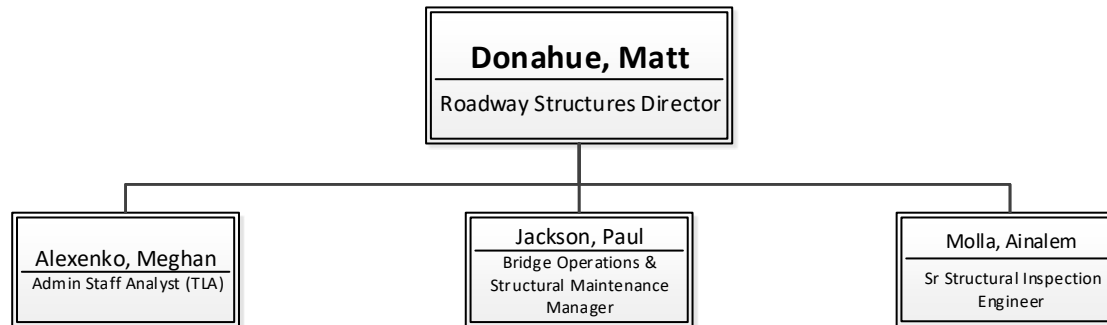 Donahue, Matt
Roadway Structures Director
Alexenko, Meghan
Admin Staff Analyst (TLA)
Jackson, Paul
Bridge Operations &
Structural Maintenance
Manager
Molla, Ainalem
Sr Structural Inspection
Engineer